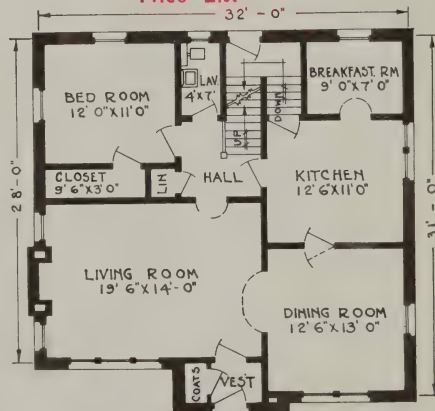 32' - 0"
BED ROOM
12' 0"X11' 0"
LAV.
4'X7'
UP
DOWN
BREAKFAST. RM
9' 0"X7' 0"
CLOSET
9' 6"X3' 0"
LIN
HALL
KITCHEN
12' 6"X11' 0"
28' - 0"
31' - 0"
LIVING ROOM
19' 6"X14' - 0"
DINING ROOM
12' 6"X13' 0"
COATS
VEST